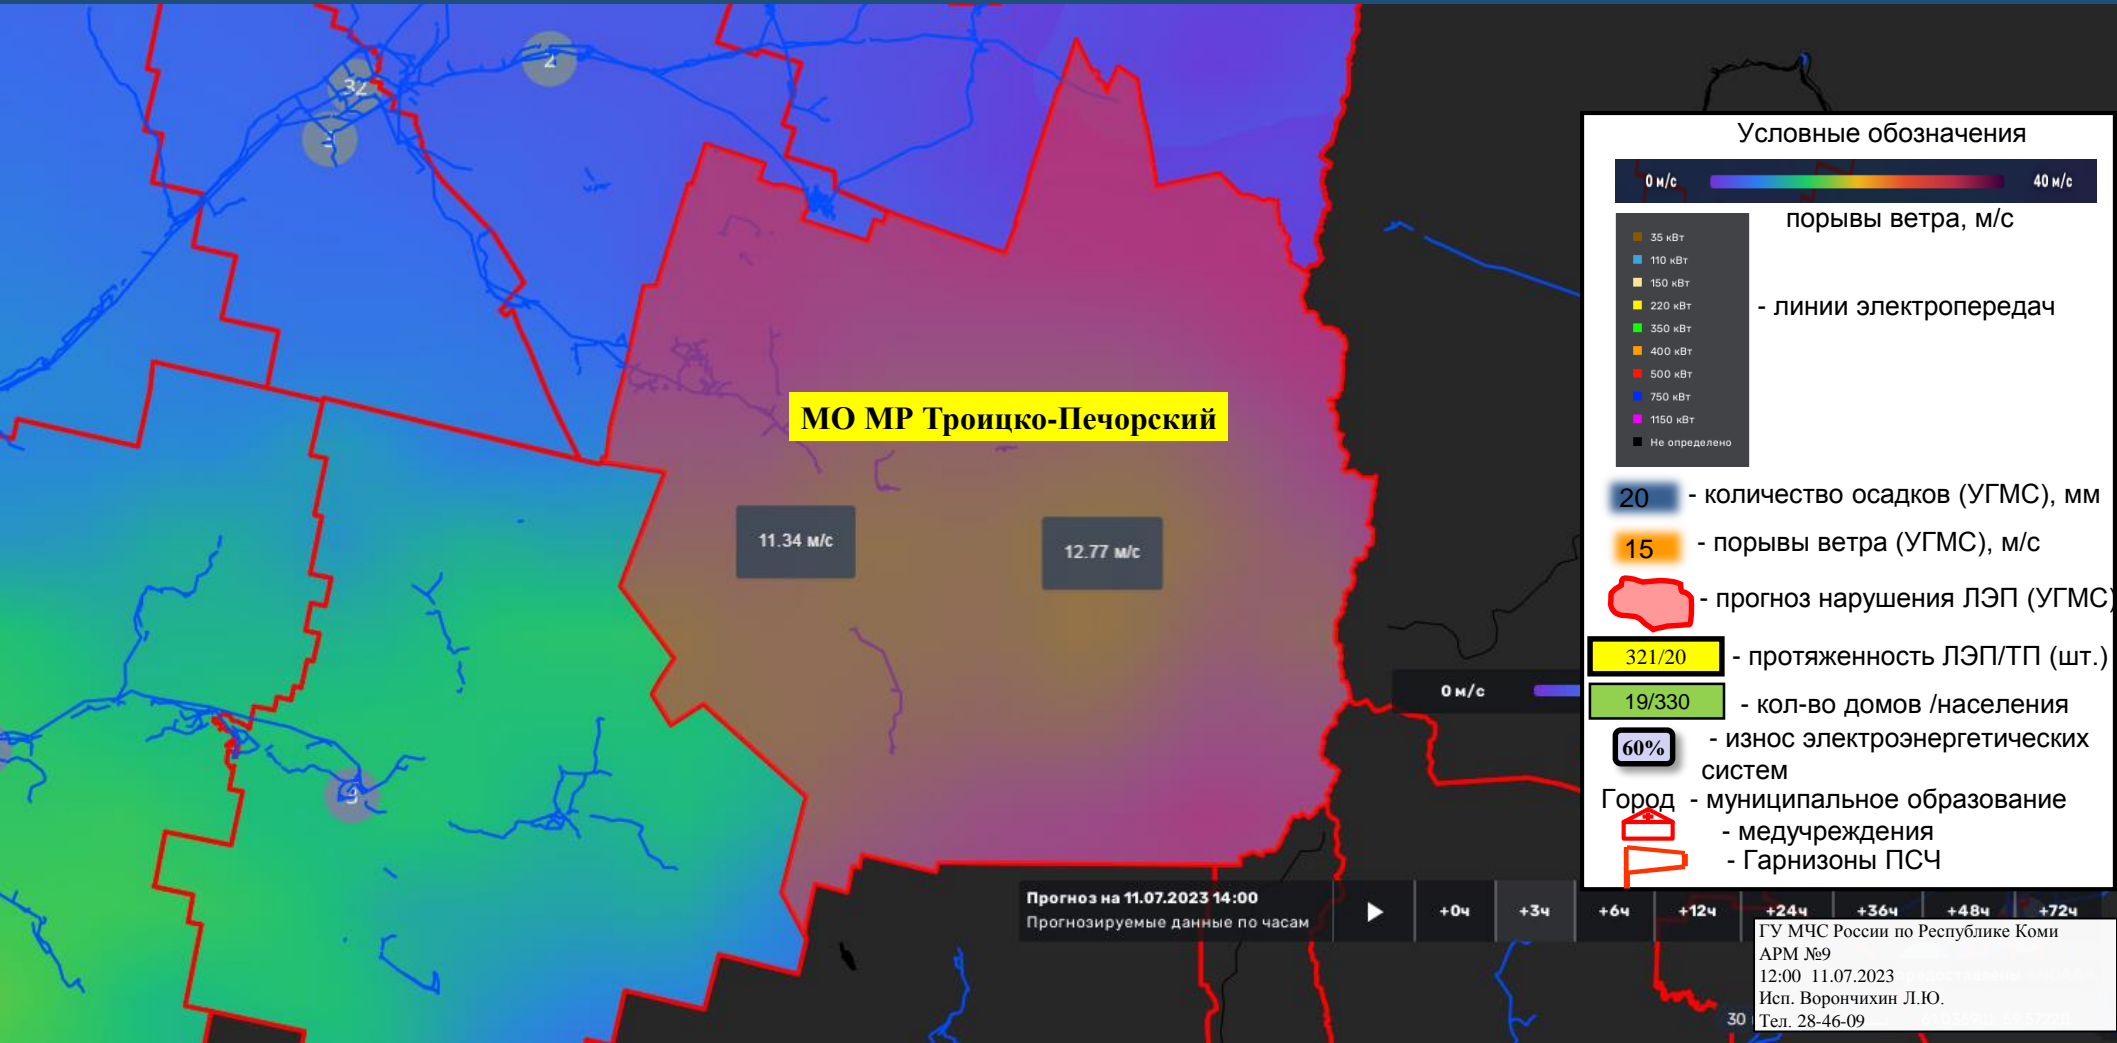 32
2
МО МР Троицко-Печорский
11.34 м/с
12.77 м/с
3
0 м/с
Условные обозначения
0 м/с
40 м/с
порывы ветра, м/с
35 кВт
110 кВт
150 кВт
220 кВт
350 кВт
400 кВт
500 кВт
750 кВт
1150 кВт
Не определено
- линии электропередач
20 - количество осадков (УГМС), мм
15 - порывы ветра (УГМС), м/с
- прогноз нарушения ЛЭП (УГМС)
321/20 - протяженность ЛЭП/ТП (шт.)
19/330 - кол-во домов /населения
60% - износ электроэнергетических
систем
Город - муниципальное образование
- медучреждения
- Гарнизоны ПСЧ
Прогноз на 11.07.2023 14:00
Прогнозируемые данные по часам
+0ч +3ч +6ч +12ч +24ч +36ч +48ч +72ч
ГУ МЧС России по Республике Коми
АРМ №9
12:00 11.07.2023
Исп. Ворончихин Л.Ю.
Тел. 28-46-09
30